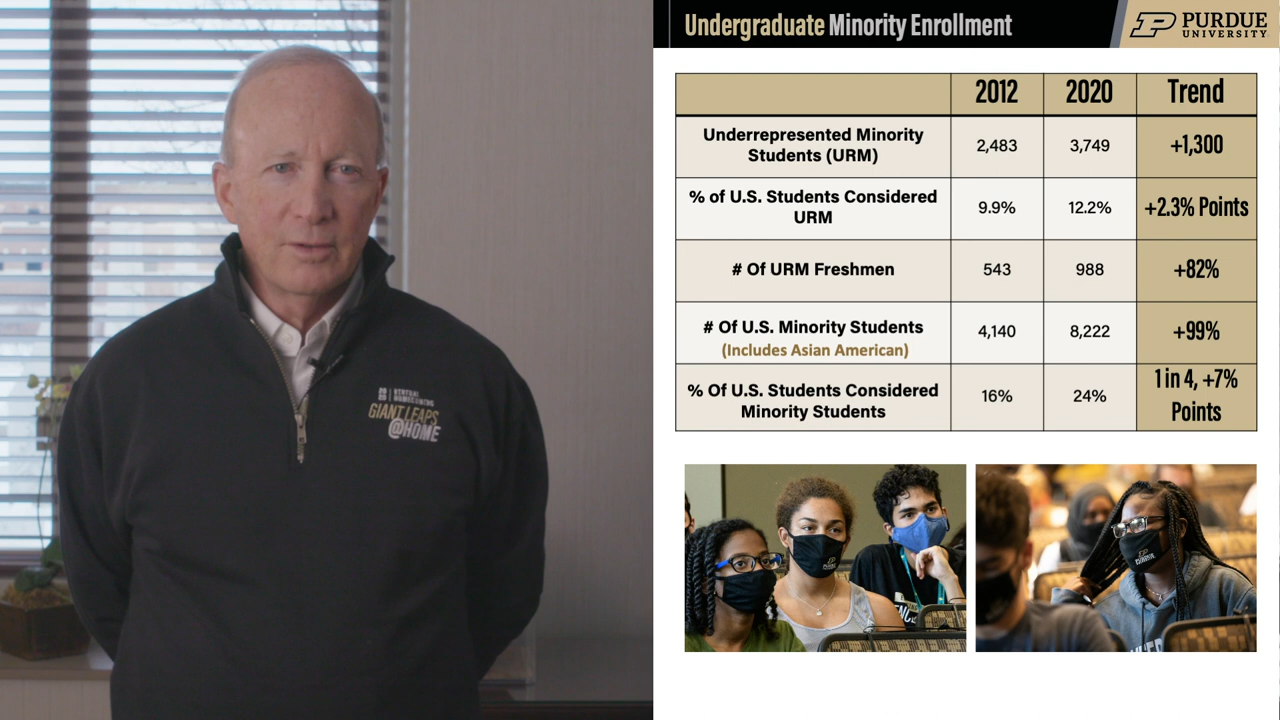 Undergraduate Minority Enrollment
PURDUE
UNIVERSITY®
2012 2020 Trend
Underrepresented Minority
Students (URM)
2,483 3,749 +1,300
% of U.S. Students Considered
URM
9.9% 12.2% +2.3% Points
# Of URM Freshmen 543 988 +82%
# Of U.S. Minority Students
(Includes Asian American)
4,140 8,222 +99%
% Of U.S. Students Considered
Minority Students
16% 24%
1 in 4, +7%
Points
VIRTUAL
HOMECOMING
GIANT LEAPS
@HOME